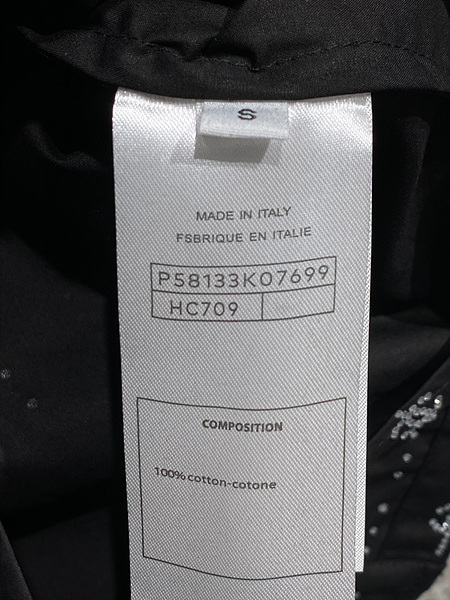 S
MADE IN ITALY
FSBRIQUE EN ITALIE
P58133K07699
HC709
COMPOSITION
100%cotton-cotone